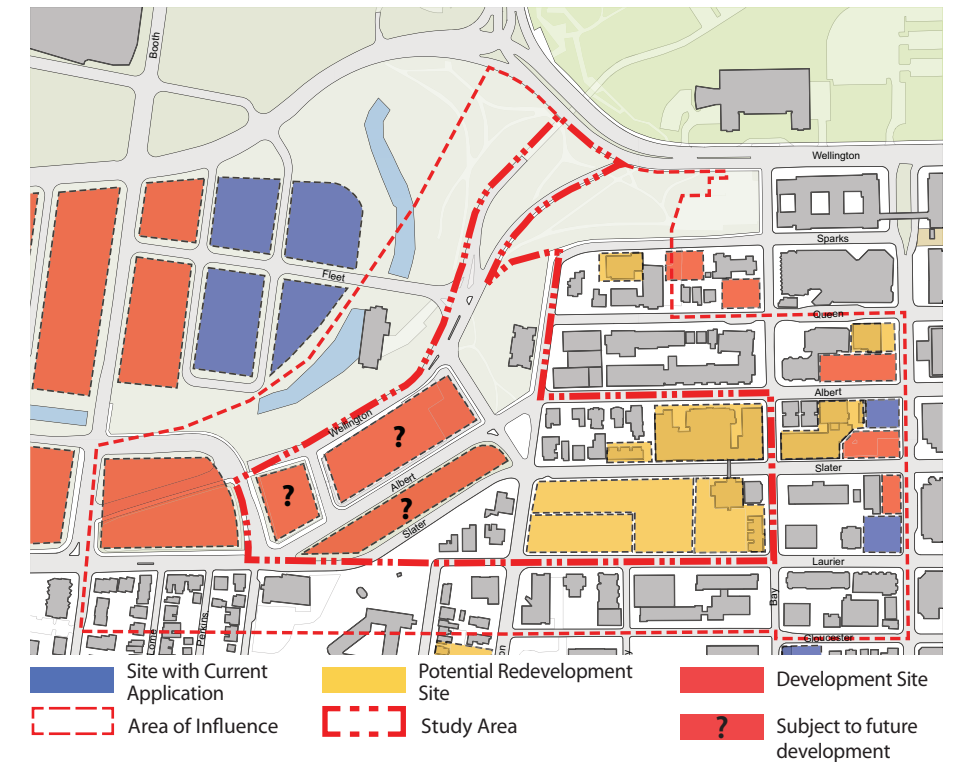 Booth
Wellington
Sparks
Fleet
Queen
Wellington
Albert
?
Albert
Slater
?
?
Slater
Laurier
Bay
Perkins
Gloucester
Site with Current
Application
Potential Redevelopment
Site
Development Site
Area of Influence
Study Area
?
Subject to future
development